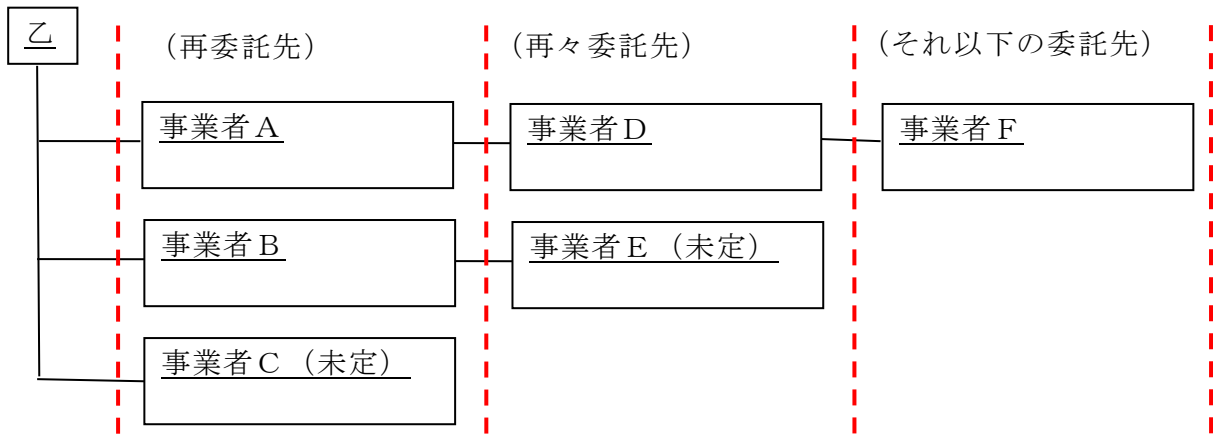 乙
（再委託先）
（再々委託先）
（それ以下の委託先）
事業者Ａ
事業者Ｄ
事業者Ｆ
事業者Ｂ
事業者Ｅ（未定）
事業者Ｃ（未定）